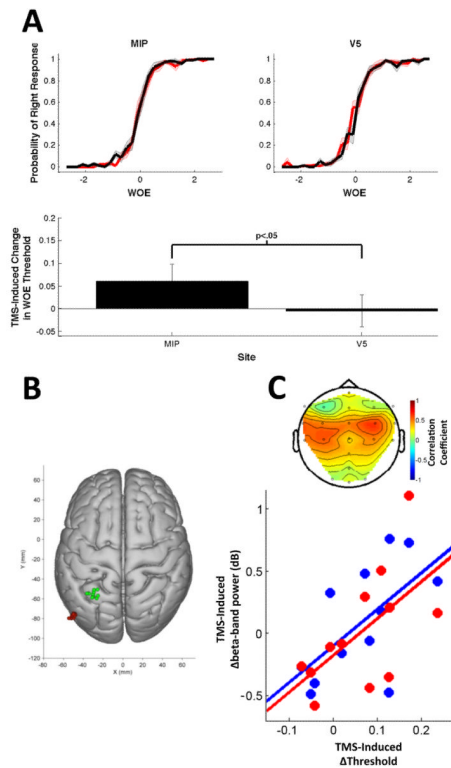 A
MIP
V5
Probability of Right Response
1
0.8
0.6
0.4
0.2
0
-2
0
2
WOE
1
0.8
0.6
0.4
0.2
0
-2
0
2
WOE
TMS-Induced Change
in WOE Threshold
0.2
0.15
0.1
0.05
0
-0.05
p<.05
MIP
V5
Site
B
Y (mm)
60
40
20
0
-20
-40
-60
-80
-100
-120
-80
-60
-40
-20
0
20
40
60
X (mm)
C
1
0.5
0
-0.5
-1
Correlation
Coefficient
TMS-Induced
Δbeta-band power (dB)
1
0.5
0
-0.5
-0.1
0
0.1
0.2
TMS-Induced
ΔThreshold